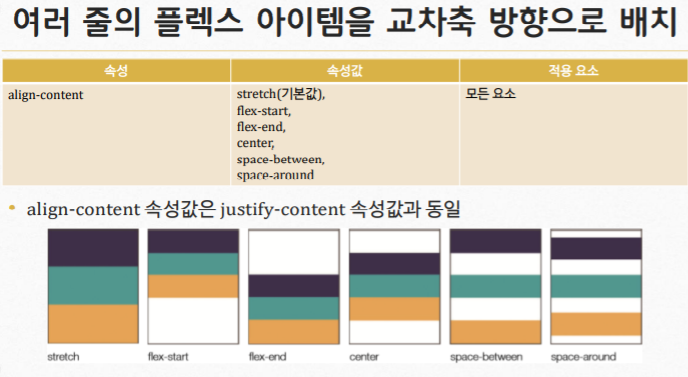 여러 줄의 플렉스 아이템을 교차축 방향으로 배치
속성 속성값 적용 요소
align-content stretch(기본값), 모든 요소
flex-start,
flex-end,
center,
space-between,
space-around
• align-content 속성값은 justify-content 속성값과 동일
stretch flex-start flex-end center space-between space-around